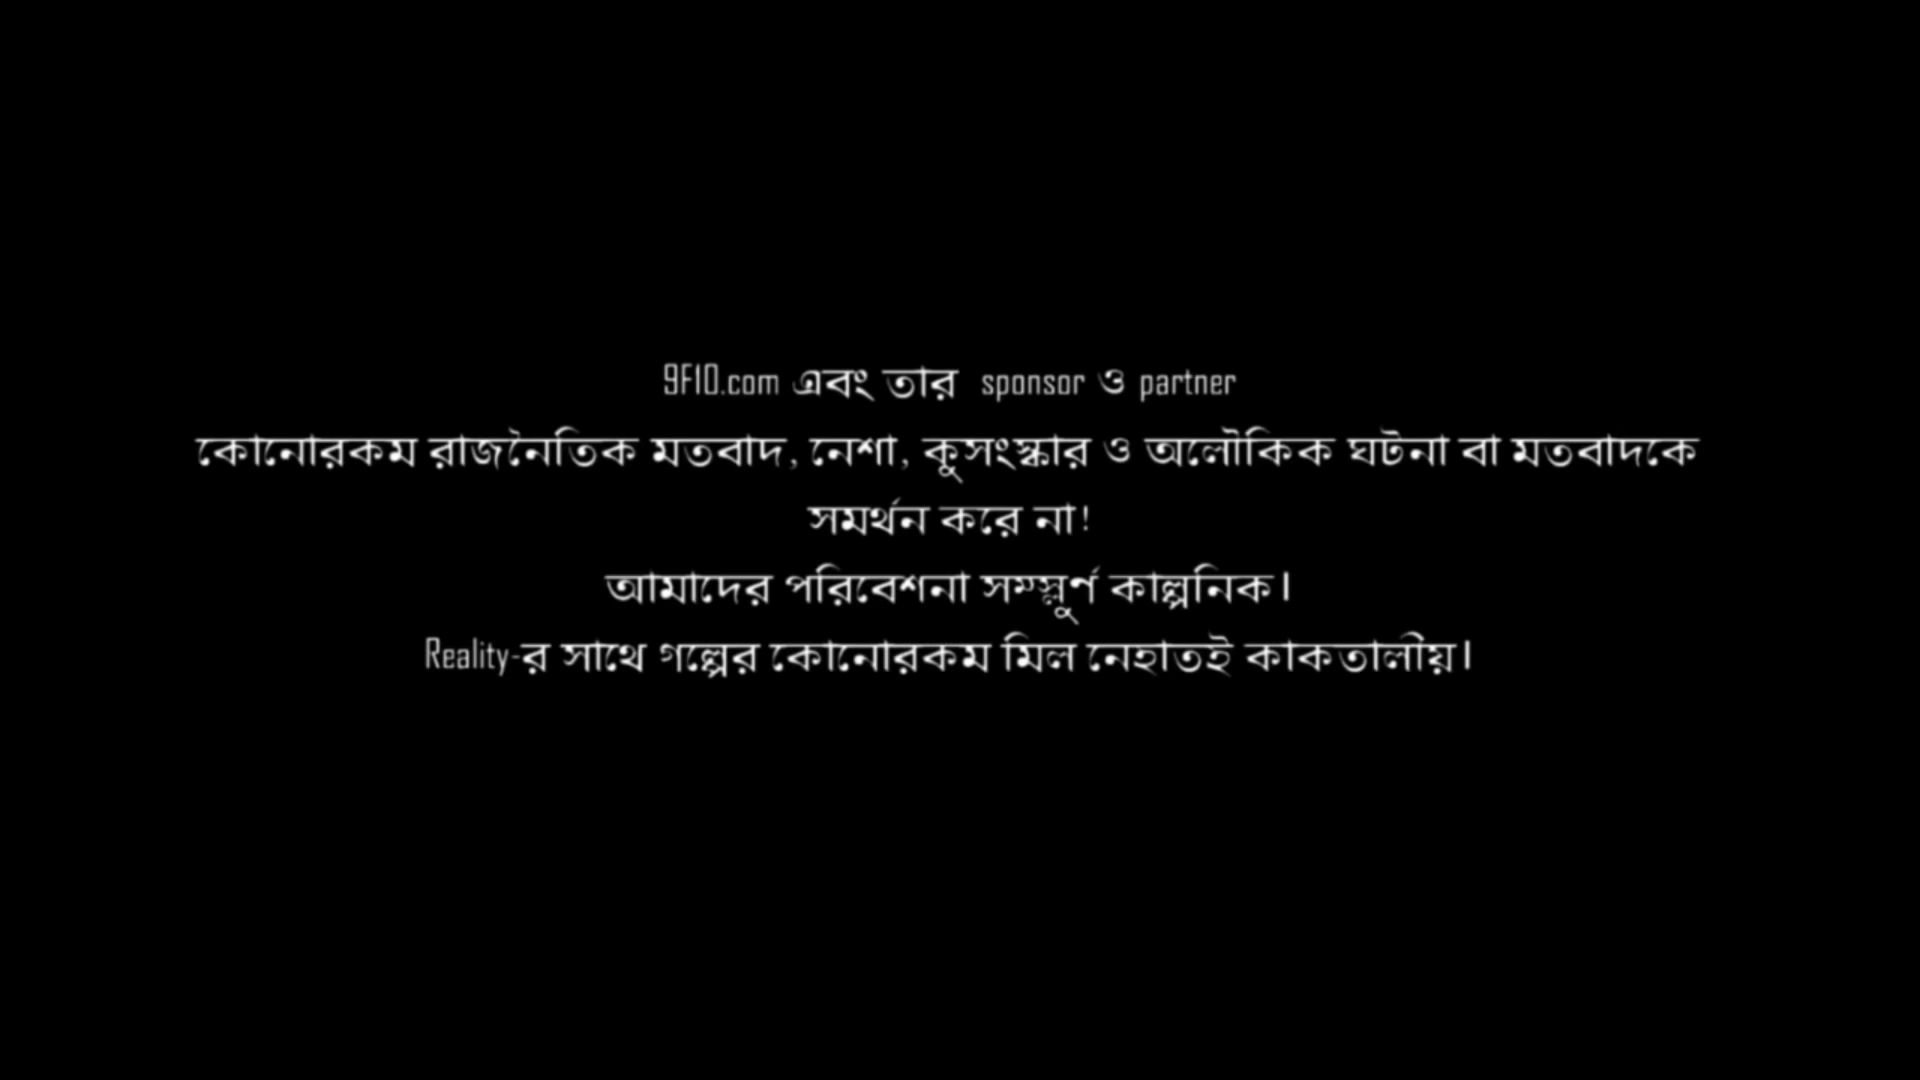 9F10.com এবং তার sponsor ও partner
কোনোরকম রাজনৈতিক মতবাদ, নেশা, কুসংস্কার ও অলৌকিক ঘটনা বা মতবাদকে
সমর্থন করে না!
আমাদের পরিবেশনা সম্পূর্ণ কাল্পনিক।
Reality-র সাথে গল্পের কোনোরকম মিল নেহাতই কাকতালীয়।